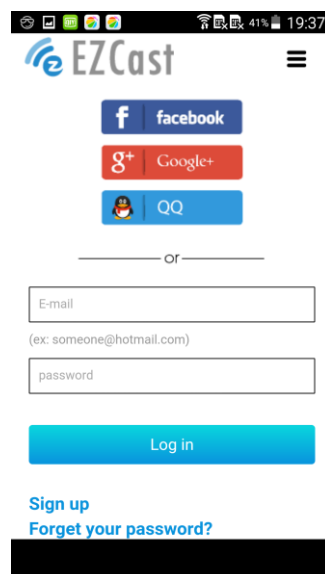 41% 19:37
EZCast
f facebook
g+ Google+
QQ
or
E-mail
(ex: someone@hotmail.com)
password
Log in
Sign up
Forget your password?